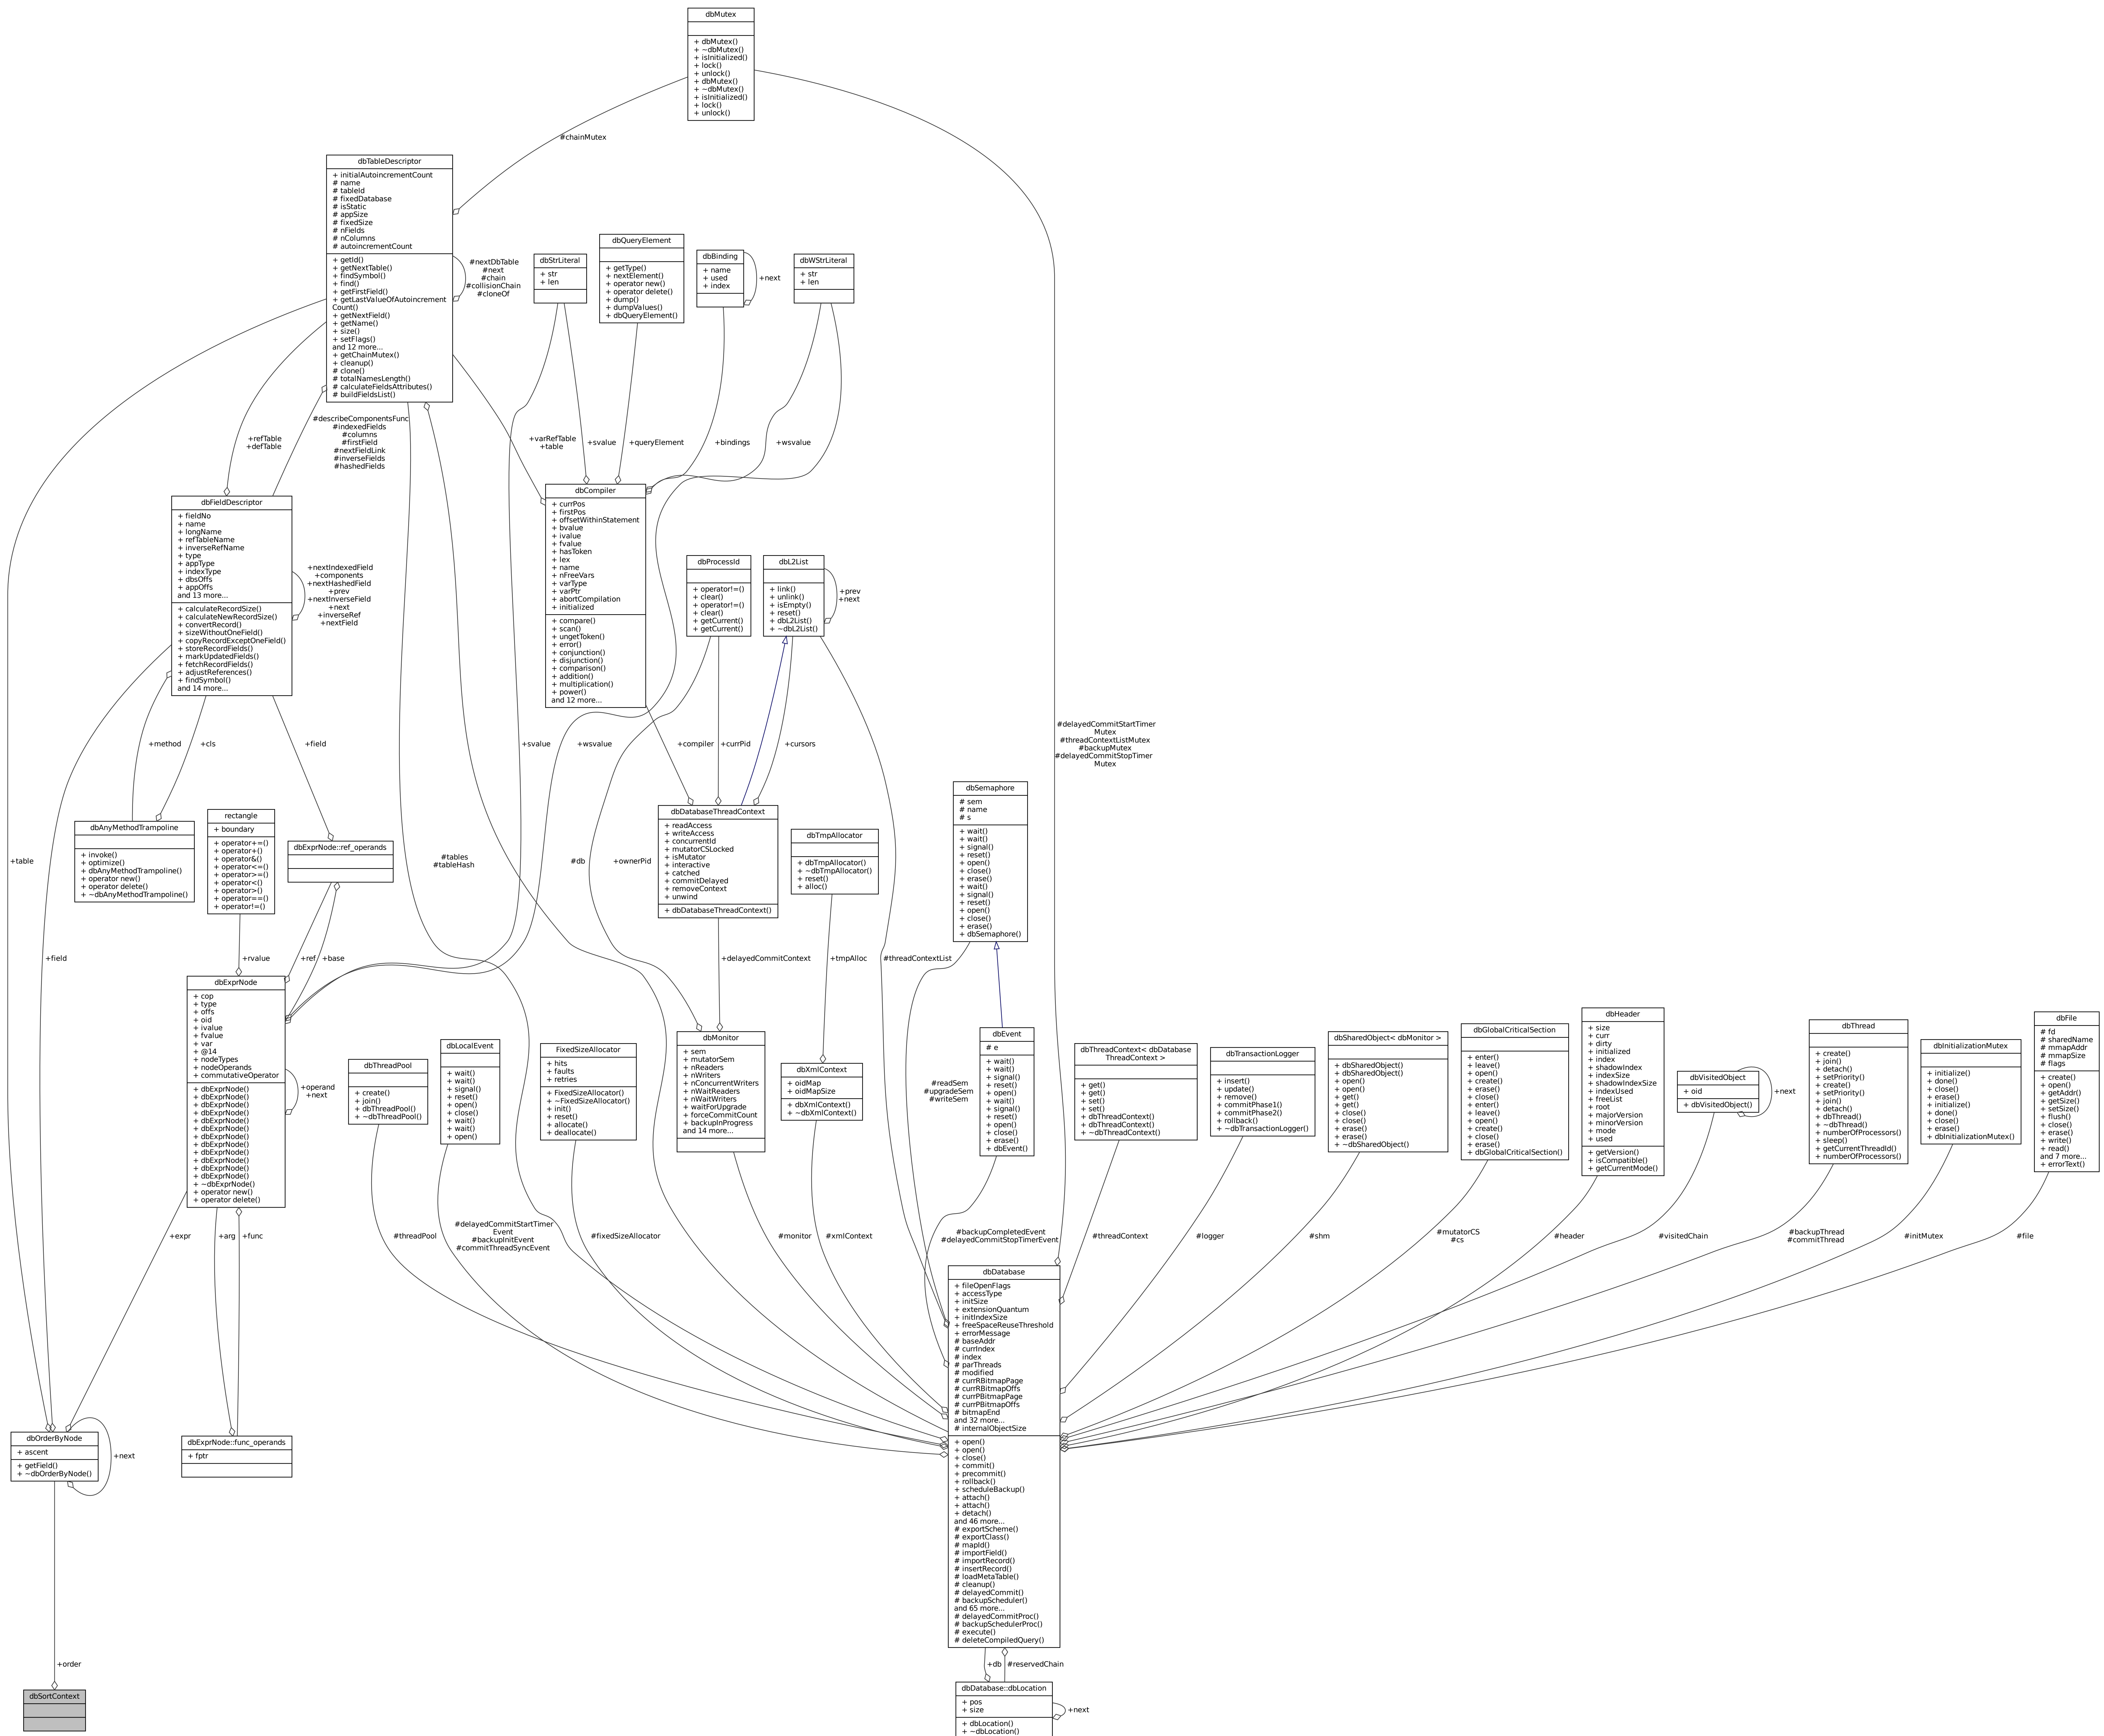 dbMutex
+ dbMutex()
+ ~dbMutex()
+ isInitialized()
+ lock()
+ unlock()
+ dbMutex()
+ ~dbMutex()
+ isInitialized()
+ lock()
+ unlock()
#chainMutex
dbTableDescriptor
+ initialAutoincrementCount
# name
# tableId
# fixedDatabase
# isStatic
# appSize
# fixedSize
# nFields
# nColumns
# autoincrementCount
+ getId()
+ getNextTable()
+ findSymbol()
+ find()
+ getFirstField()
+ getLastValueOfAutoincrement
Count()
+ getNextField()
+ getName()
+ size()
+ setFlags()
and 12 more...
+ getChainMutex()
+ cleanup()
# clone()
# totalNamesLength()
# calculateFieldsAttributes()
# buildFieldsList()
#nextDbTable
#next
#chain
#collisionChain
#cloneOf
dbStrLiteral
+ str
+ len
dbQueryElement
+ getType()
+ nextElement()
+ operator new()
+ operator delete()
+ dump()
+ dumpValues()
+ dbQueryElement()
dbBinding
+ name
+ used
+ index
+next
dbWStrLiteral
+ str
+ len
+refTable
+defTable
#describeComponentsFunc
#indexedFields
#columns
#firstField
#nextFieldLink
#inverseFields
#hashedFields
+varRefTable
+table
+svalue
+queryElement
+bindings
+wsvalue
dbFieldDescriptor
+ fieldNo
+ name
+ longName
+ refTableName
+ inverseRefName
+ type
+ appType
+ indexType
+ dbsOffs
+ appOffs
and 13 more...
+ calculateRecordSize()
+ calculateNewRecordSize()
+ convertRecord()
+ sizeWithoutOneField()
+ copyRecordExceptOneField()
+ storeRecordFields()
+ markUpdatedFields()
+ fetchRecordFields()
+ adjustReferences()
+ findSymbol()
and 14 more...
+nextIndexedField
+components
+nextHashedField
+prev
+nextInverseField
+next
+inverseRef
+nextField
dbCompiler
+ currPos
+ firstPos
+ offsetWithinStatement
+ bvalue
+ ivalue
+ fvalue
+ hasToken
+ lex
+ name
+ nFreeVars
+ varType
+ varPtr
+ abortCompilation
+ initialized
+ compare()
+ scan()
+ ungetToken()
+ error()
+ conjunction()
+ disjunction()
+ comparison()
+ addition()
+ multiplication()
+ power()
and 12 more...
dbProcessId
+ operator!=()
+ clear()
+ operator!=()
+ clear()
+ getCurrent()
+ getCurrent()
dbL2List
+ link()
+ unlink()
+ isEmpty()
+ reset()
+ dbL2List()
+ ~dbL2List()
+prev
+next
+method
+cls
+field
+svalue
+wsvalue
+compiler
+currPid
+cursors
#delayedCommitStartTimer
Mutex
#threadContextListMutex
#backupMutex
#delayedCommitStopTimer
Mutex
dbAnyMethodTrampoline
+ invoke()
+ optimize()
+ dbAnyMethodTrampoline()
+ operator new()
+ operator delete()
+ ~dbAnyMethodTrampoline()
rectangle
+ boundary
+ operator+=()
+ operator+()
+ operator&()
+ operator<=()
+ operator>=()
+ operator<()
+ operator>()
+ operator==()
+ operator!=()
dbExprNode::ref_operands
+table
#tables
#tableHash
#db
+ownerPid
dbDatabaseThreadContext
+ readAccess
+ writeAccess
+ concurrentId
+ mutatorCSLocked
+ isMutator
+ interactive
+ catched
+ commitDelayed
+ removeContext
+ unwind
+ dbDatabaseThreadContext()
dbTmpAllocator
+ dbTmpAllocator()
+ ~dbTmpAllocator()
+ reset()
+ alloc()
dbSemaphore
# sem
# name
# s
+ wait()
+ wait()
+ signal()
+ reset()
+ open()
+ close()
+ erase()
+ wait()
+ signal()
+ reset()
+ open()
+ close()
+ erase()
+ dbSemaphore()
+field
+rvalue
+ref
+base
+delayedCommitContext
+tmpAlloc
#threadContextList
dbExprNode
+ cop
+ type
+ offs
+ oid
+ ivalue
+ fvalue
+ var
+ @14
+ nodeTypes
+ nodeOperands
+ commutativeOperator
+ dbExprNode()
+ dbExprNode()
+ dbExprNode()
+ dbExprNode()
+ dbExprNode()
+ dbExprNode()
+ dbExprNode()
+ dbExprNode()
+ dbExprNode()
+ dbExprNode()
+ dbExprNode()
+ dbExprNode()
+ ~dbExprNode()
+ operator new()
+ operator delete()
+operand
+next
dbThreadPool
+ create()
+ join()
+ dbThreadPool()
+ ~dbThreadPool()
dbLocalEvent
+ wait()
+ wait()
+ signal()
+ reset()
+ open()
+ close()
+ wait()
+ wait()
+ open()
FixedSizeAllocator
+ hits
+ faults
+ retries
+ FixedSizeAllocator()
+ ~FixedSizeAllocator()
+ init()
+ reset()
+ allocate()
+ deallocate()
dbMonitor
+ sem
+ mutatorSem
+ nReaders
+ nWriters
+ nConcurrentWriters
+ nWaitReaders
+ nWaitWriters
+ waitForUpgrade
+ forceCommitCount
+ backupInProgress
and 14 more...
dbXmlContext
+ oidMap
+ oidMapSize
+ dbXmlContext()
+ ~dbXmlContext()
#readSem
#upgradeSem
#writeSem
dbEvent
# e
+ wait()
+ wait()
+ signal()
+ reset()
+ open()
+ wait()
+ wait()
+ signal()
+ reset()
+ open()
+ close()
+ erase()
+ dbEvent()
dbThreadContext< dbDatabase
ThreadContext >
+ get()
+ get()
+ set()
+ set()
+ dbThreadContext()
+ dbThreadContext()
+ ~dbThreadContext()
dbTransactionLogger
+ insert()
+ update()
+ remove()
+ commitPhase1()
+ commitPhase2()
+ rollback()
+ ~dbTransactionLogger()
dbSharedObject< dbMonitor >
+ dbSharedObject()
+ dbSharedObject()
+ open()
+ open()
+ get()
+ get()
+ close()
+ close()
+ erase()
+ erase()
+ ~dbSharedObject()
dbGlobalCriticalSection
+ enter()
+ leave()
+ open()
+ create()
+ erase()
+ close()
+ enter()
+ leave()
+ open()
+ create()
+ close()
+ erase()
+ dbGlobalCriticalSection()
dbHeader
+ size
+ curr
+ dirty
+ initialized
+ index
+ shadowIndex
+ indexSize
+ shadowIndexSize
+ indexUsed
+ freeList
+ root
+ majorVersion
+ minorVersion
+ mode
+ used
+ getVersion()
+ isCompatible()
+ getCurrentMode()
dbVisitedObject
+ oid
+ dbVisitedObject()
+next
dbThread
+ create()
+ join()
+ detach()
+ setPriority()
+ create()
+ setPriority()
+ join()
+ detach()
+ dbThread()
+ ~dbThread()
+ numberOfProcessors()
+ sleep()
+ getCurrentThreadId()
+ numberOfProcessors()
dbInitializationMutex
+ initialize()
+ done()
+ close()
+ erase()
+ initialize()
+ done()
+ close()
+ erase()
+ dbInitializationMutex()
dbFile
# fd
# sharedName
# mmapAddr
# mmapSize
# flags
+ create()
+ open()
+ getAddr()
+ getSize()
+ setSize()
+ flush()
+ close()
+ erase()
+ write()
+ read()
and 7 more...
+ errorText()
+expr
+arg
+func
#threadPool
#delayedCommitStartTimer
Event
#backupInitEvent
#commitThreadSyncEvent
#fixedSizeAllocator
#monitor
#xmlContext
#backupCompletedEvent
#delayedCommitStopTimerEvent
#threadContext
#logger
#shm
#mutatorCS
#cs
#header
#visitedChain
#backupThread
#commitThread
#initMutex
#file
dbDatabase
+ fileOpenFlags
+ accessType
+ initSize
+ extensionQuantum
+ initIndexSize
+ freeSpaceReuseThreshold
+ errorMessage
# baseAddr
# currIndex
# index
# parThreads
# modified
# currRBitmapPage
# currRBitmapOffs
# currPBitmapPage
# currPBitmapOffs
# bitmapEnd
and 32 more...
# internalObjectSize
+ open()
+ open()
+ close()
+ commit()
+ precommit()
+ rollback()
+ scheduleBackup()
+ attach()
+ attach()
+ detach()
and 46 more...
# exportScheme()
# exportClass()
# mapId()
# importField()
# importRecord()
# insertRecord()
# loadMetaTable()
# cleanup()
# delayedCommit()
# backupScheduler()
and 65 more...
# delayedCommitProc()
# backupSchedulerProc()
# execute()
# deleteCompiledQuery()
dbOrderByNode
+ ascent
+ getField()
+ ~dbOrderByNode()
+next
dbExprNode::func_operands
+ fptr
+order
+db
#reservedChain
dbSortContext
dbDatabase::dbLocation
+ pos
+ size
+ dbLocation()
+ ~dbLocation()
+next